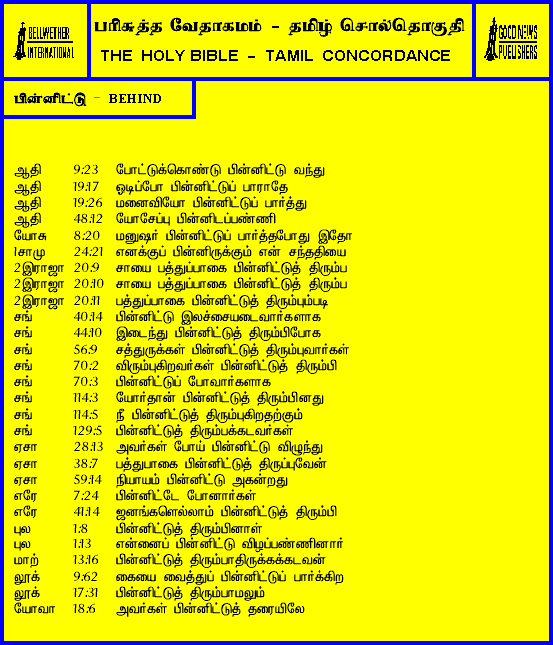 BELLWETHER
INTERNATIONAL
பரிசுத்த வேதாகமம் - தமிழ் சொல்தொகுதி
THE HOLY BIBLE - TAMIL CONCORDANCE
GOOD NEWS
PUBLISHERS
பின்னிட்டு - BEHIND
ஆதி 9:23 போட்டுக்கொண்டு பின்னிட்டு வந்து
ஆதி 19:17 ஓடிப்போ பின்னிட்டுப் பாராதே
ஆதி 19:26 மனைவியோ பின்னிட்டுப் பார்த்து
ஆதி 48:12 யோசேப்பு பின்னிடப்பண்ணி
யோசு 8:20 மனுஷர் பின்னிட்டுப் பார்த்தபோது இதோ
1சாமு 24:21 எனக்குப் பின்னிருக்கும் என் சந்ததியை
2இராஜா 20:9 சாயை பத்துப்பாகை பின்னிட்டுத் திரும்ப
2இராஜா 20:10 சாயை பத்துப்பாகை பின்னிட்டுத் திரும்ப
2இராஜா 20:11 பத்துப்பாகை பின்னிட்டுத் திரும்பும்படி
சங் 40:14 பின்னிட்டு இலச்சையடைவார்களாக
சங் 44:10 இடைந்து பின்னிட்டுத் திரும்பிபோக
சங் 56:9 சத்துருக்கள் பின்னிட்டுத் திரும்புவார்கள்
சங் 70:2 விரும்புகிறவர்கள் பின்னிட்டுத் திரும்பி
சங் 70:3 பின்னிட்டுப் போவார்களாக
சங் 114:3 யோர்தான் பின்னிட்டுத் திரும்பினது
சங் 114:5 நீ பின்னிட்டுத் திரும்புகிறதற்கும்
சங் 129:5 பின்னிட்டுத் திரும்பக்கடவர்கள்
ஏசா 28:13 அவர்கள் போய் பின்னிட்டு விழுந்து
ஏசா 38:7 பத்துபாகை பின்னிட்டுத் திருப்புவேன்
ஏசா 59:14 நியாயம் பின்னிட்டு அகன்றது
எரே 7:24 பின்னிட்டே போனார்கள்
எரே 41:14 ஜனங்களெல்லாம் பின்னிட்டுத் திரும்பி
புல 1:8 பின்னிட்டுத் திரும்பினாள்
புல 1:13 என்னைப் பின்னிட்டு விழப்பண்ணினார்
மாற் 13:16 பின்னிட்டுத் திரும்பாதிருக்கக்கடவன்
லூக் 9:62 கையை வைத்துப் பின்னிட்டுப் பார்க்கிற
லூக் 17:31 பின்னிட்டுத் திரும்பாமலும்
யோவா 18:6 அவர்கள் பின்னிட்டுத் தரையிலே